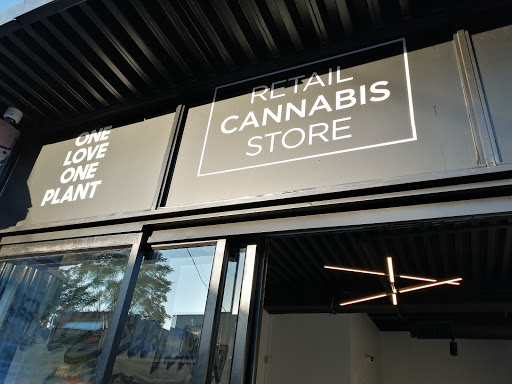 ONE
LOVE
ONE
PLANT
RETAIL
CANNABIS
STORE